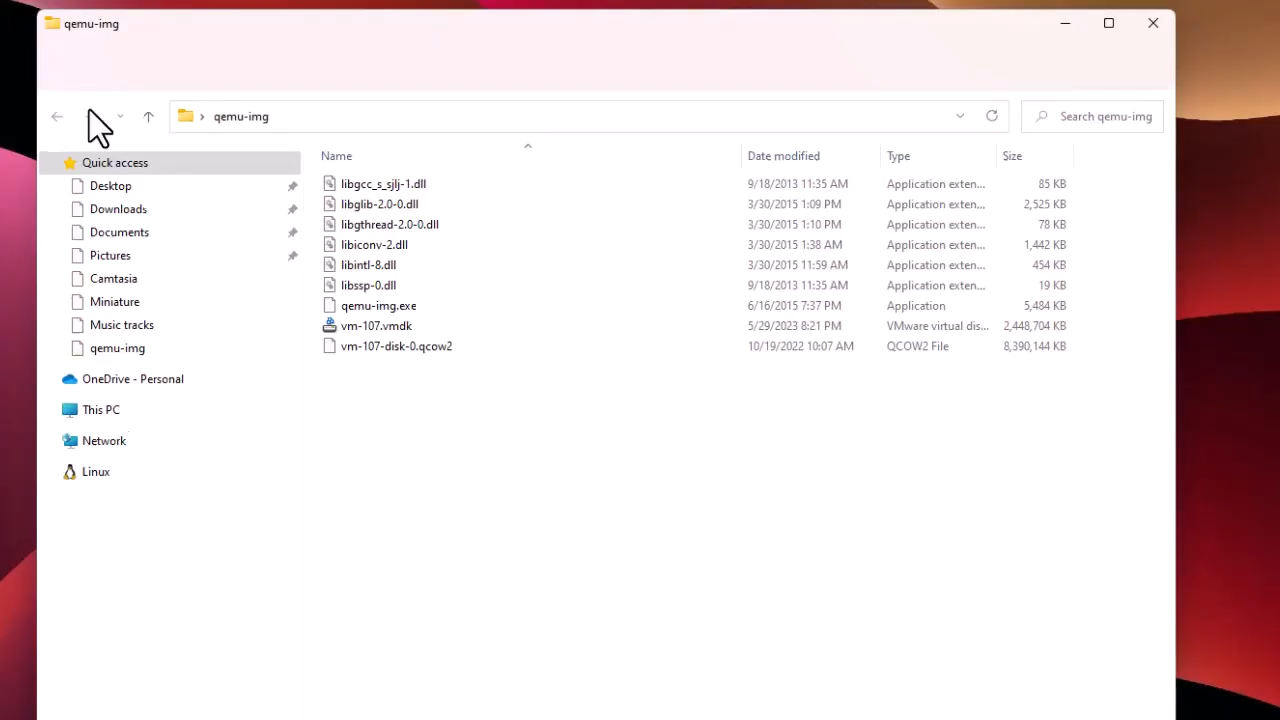 qemu-img
qemu-img
Search qemu-img
Quick access
Desktop
Downloads
Documents
Pictures
Camtasia
Miniature
Music tracks
qemu-img
OneDrive - Personal
This PC
Network
Linux
Name Date modified Type Size
libgcc_s_sjlj-1.dll 9/18/2013 11:35 AM Application exten... 85 KB
libglib-2.0-0.dll 3/30/2015 1:09 PM Application exten... 2,525 KB
libgthread-2.0-0.dll 3/30/2015 1:10 PM Application exten... 78 KB
libiconv-2.dll 3/30/2015 1:38 AM Application exten... 1,442 KB
libintl-8.dll 3/30/2015 11:59 AM Application exten... 454 KB
libssp-0.dll 9/18/2013 11:35 AM Application exten... 19 KB
qemu-img.exe 6/16/2015 7:37 PM Application 5,484 KB
vm-107.vmdk 5/29/2023 8:21 PM VMware virtual dis... 2,448,704 KB
vm-107-disk-0.qcow2 10/19/2022 10:07 AM QCOW2 File 8,390,144 KB